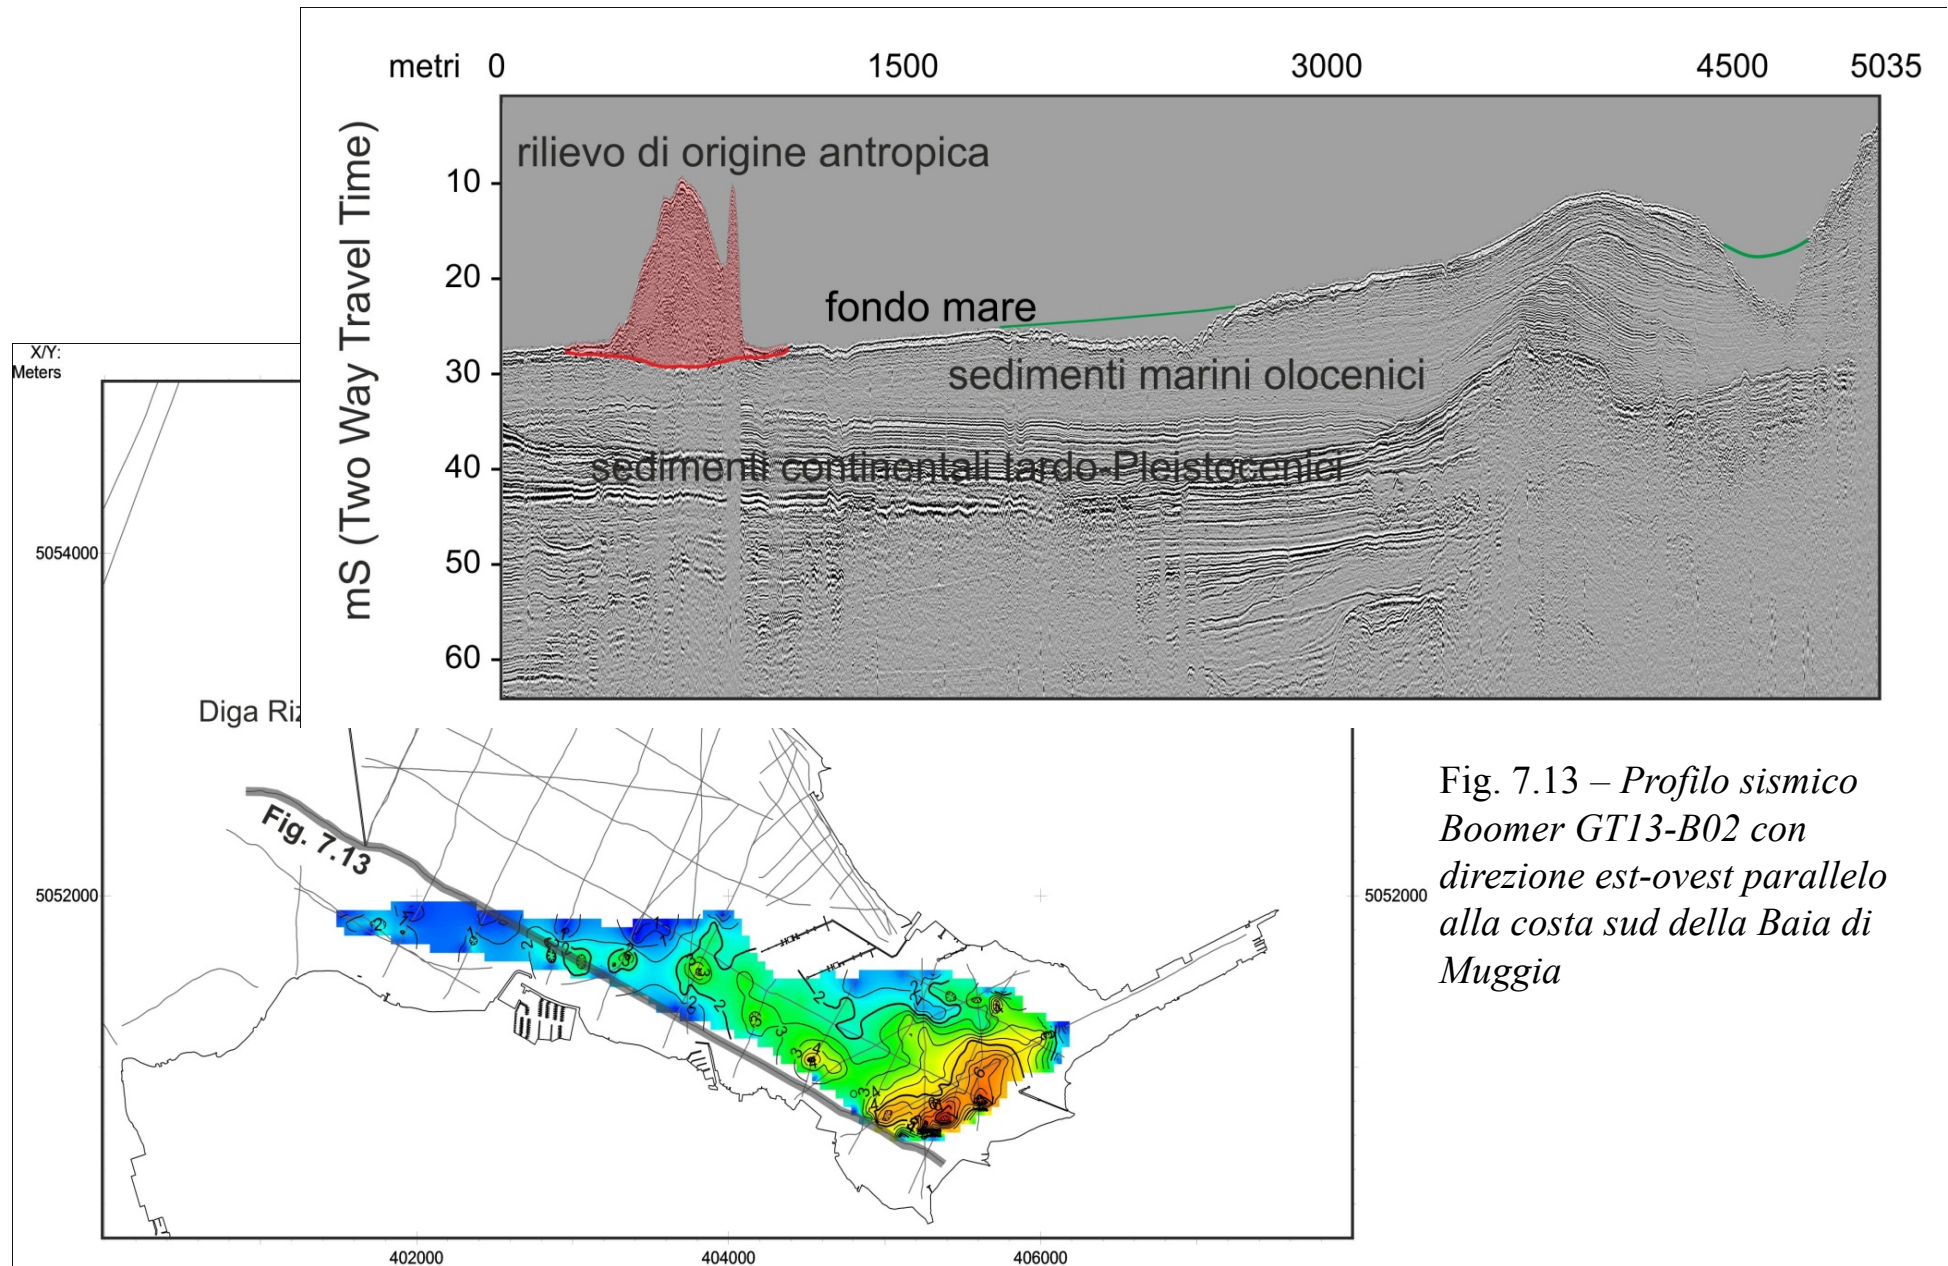 metri 0 1500 3000 4500 5035
mS (Two Way Travel Time)
rilievo di origine antropica
10
20
fondo mare
30
sedimenti marini olocenici
40
sedimenti continentali tardo-Pleistocenici
50
60
X/Y:
Meters
5054000
Diga Riz
Fig. 7.13
5052000
5052000
402000 404000 406000
Fig. 7.13 – Profilo sismico
Boomer GT13-B02 con
direzione est-ovest parallelo
alla costa sud della Baia di
Muggia